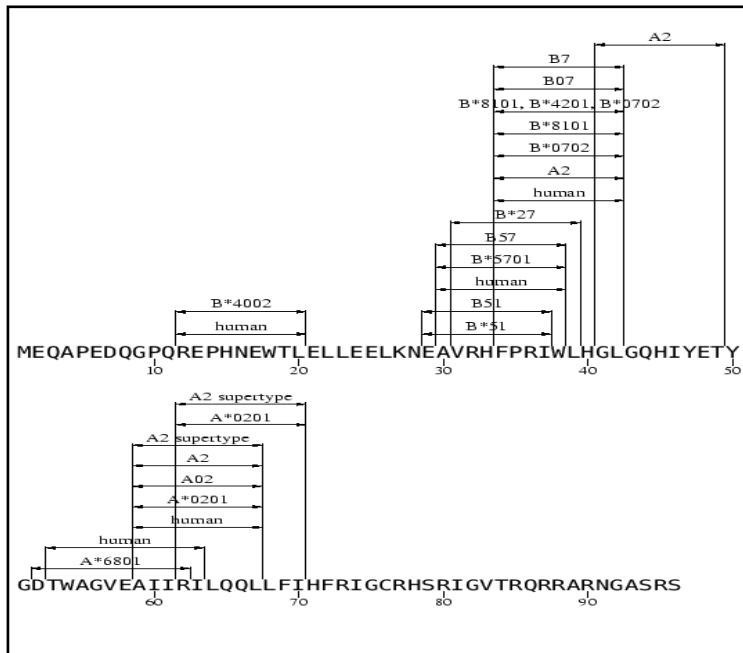 A2
B7
B07
B*8101, B*4201, B*0702
B*8101
B*0702
A2
human
B*27
B57
B*5701
human
B*4002 B51
human B*51
MEQAPEDQGPQREPHNEWTLELLEELKNEAVRHFPRIWLHGLGQHIYETY
10 20 30 40 50
A2 supertype
A*0201
A2 supertype
A2
A02
A*0201
human
human
A*6801
GDTWAGVEAIIRILQQLLFIHFRIGCRHSRIGVTRQRRARNGASRS
60 70 80 90